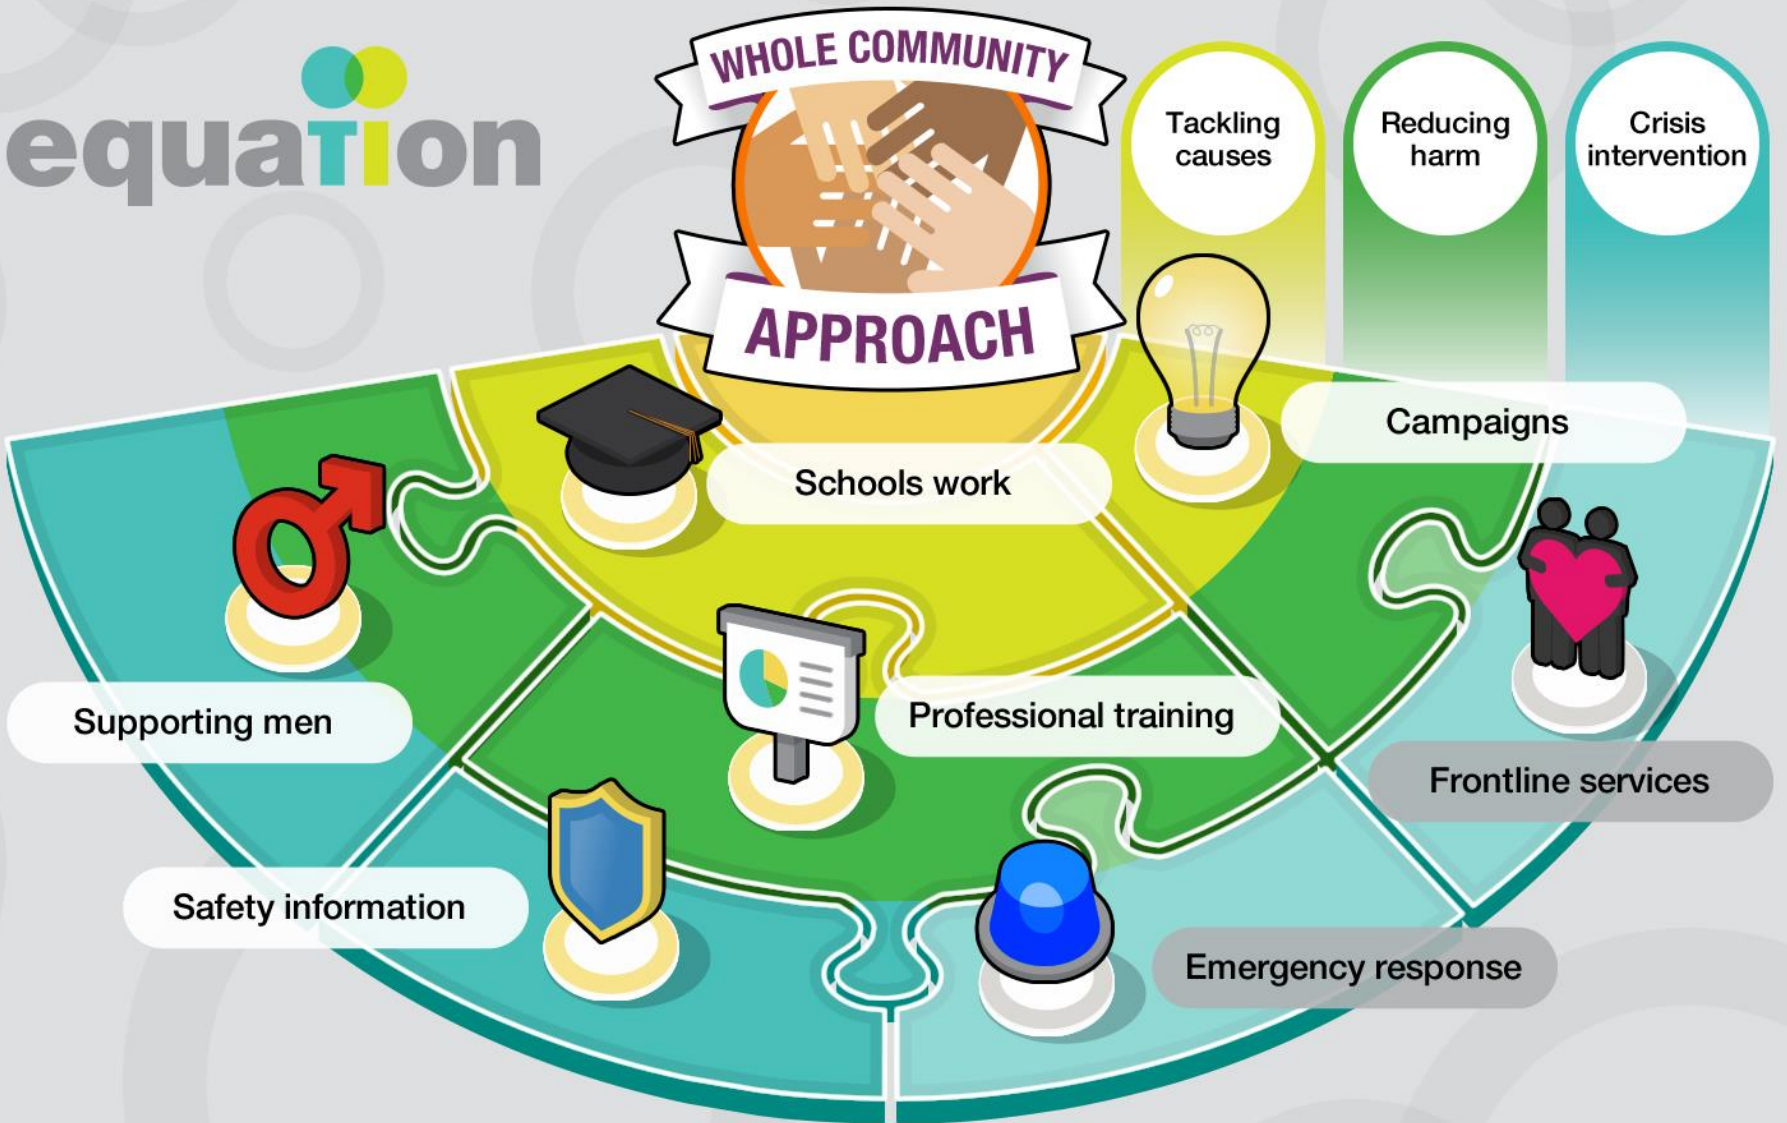 equation
WHOLE COMMUNITY
APPROACH
Tackling
causes
Reducing
harm
Crisis
intervention
Campaigns
Schools work
Supporting men
Professional training
Frontline services
Safety information
Emergency response